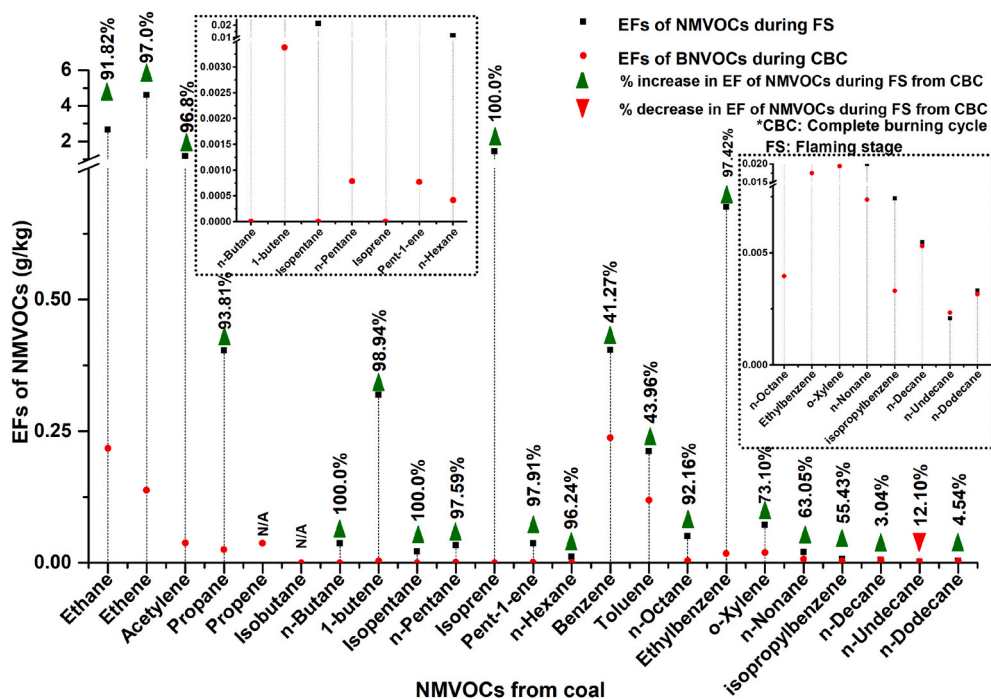 EFs of NMVOCs during FS
EFs of BNVOCs during CBC
% increase in EF of NMVOCs during FS from CBC
% decrease in EF of NMVOCs during FS from CBC
*CBC: Complete burning cycle
FS: Flaming stage
EFs of NMVOCs (g/kg)
6
4
2
0.50
0.25
0.00
91.82%
97.0%
96.8%
93.81%
N/A
N/A
100.0%
98.94%
100.0%
97.59%
100.0%
97.91%
96.24%
41.27%
43.96%
92.16%
97.42%
73.10%
63.05%
55.43%
3.04%
12.10%
4.54%
0.02
0.01
0.0030
0.0020
0.0010
0.0005
0.0000
n-Butane
1-butene
Isopentane
n-Pentane
Isoprene
Pent-1-ene
n-Hexane
0.020
0.015
0.005
0.000
n-Octane
Ethylbenzene
o-Xylene
n-Nonane
isopropylbenzene
n-Decane
n-Undecane
n-Dodecane
Ethane
Ethene
Acetylene
Propane
Propene
Isobutane
n-Butane
1-butene
Isopentane
n-Pentane
Isoprene
Pent-1-ene
n-Hexane
Benzene
Toluene
n-Octane
Ethylbenzene
o-Xylene
n-Nonane
isopropylbenzene
n-Decane
n-Undecane
n-Dodecane
NMVOCs from coal